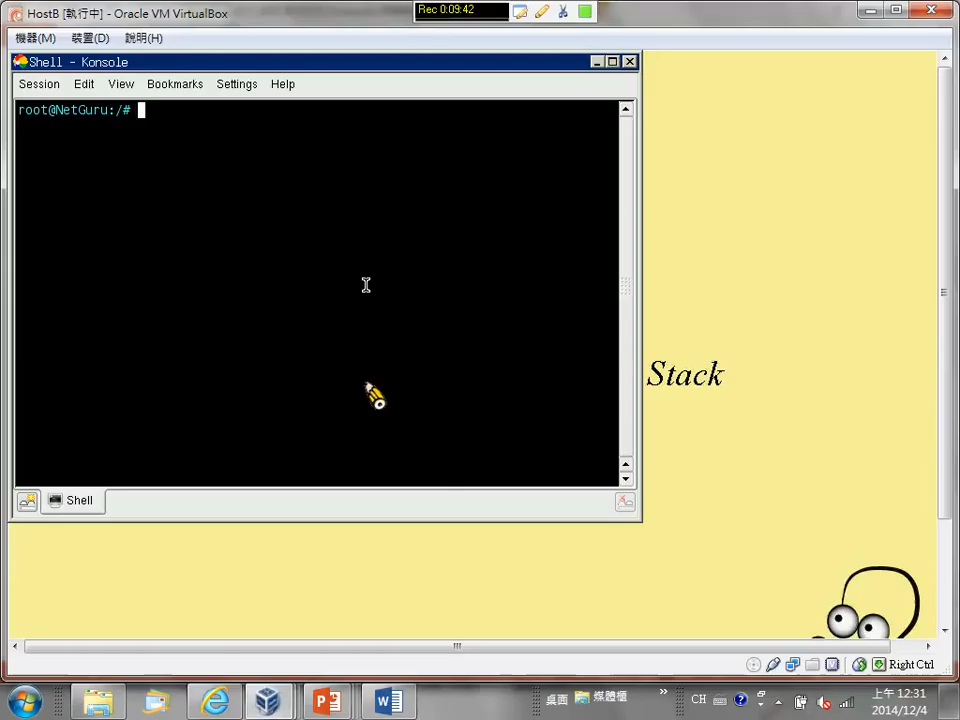 HostB [執行中] - Oracle VM VirtualBox
Rec 0:09:42
機器(M) 裝置(D) 說明(H)
Shell - Konsole
Session Edit View Bookmarks Settings Help
root@NetGuru:/#
Stack
Shell
Right Ctrl
桌面 媒體櫃 » CH
上午 12:31
2014/12/4